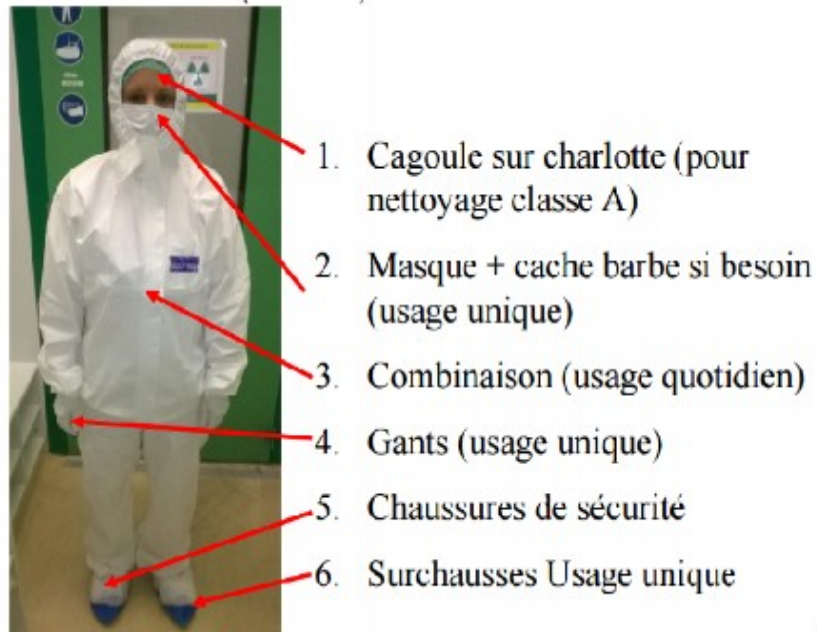 1. Cagoule sur charlotte (pour
nettoyage classe A)
2. Masque + cache barbe si besoin
(usage unique)
3. Combinaison (usage quotidien)
4. Gants (usage unique)
5. Chaussures de sécurité
6. Surchausses Usage unique